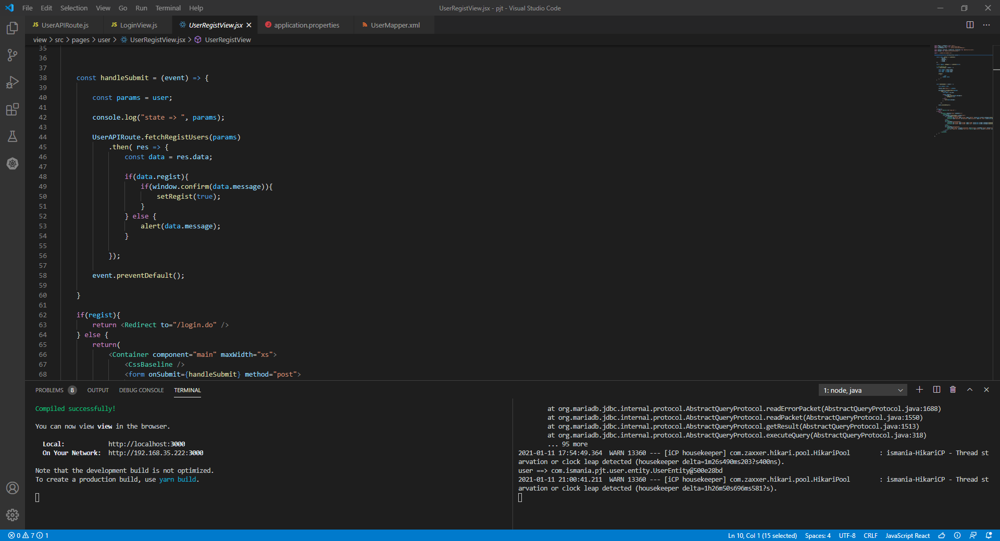 File Edit Selection View Go Run Terminal Help UserRegistView.jsx - pjt - Visual Studio Code
JS UserAPIRoute.js JS LoginView.js UserRegistView.jsx application.properties UserMapper.xml
view > src > pages > user > UserRegistView.jsx > UserRegistView
35
36
37
38 const handleSubmit = (event) => {
39
40 const params = user;
41
42 console.log("state => ", params);
43
44 UserAPIRoute.fetchRegistUsers(params)
45 .then( res => {
46 const data = res.data;
47
48 if(data.regist){
49 if(window.confirm(data.message)){
50 setRegist(true);
51 }
52 } else {
53 alert(data.message);
54 }
55
56 });
57
58 event.preventDefault();
59
60 }
61
62 if(regist){
63 return <Redirect to="/login.do" />
64 } else {
65 return(
66 <Container component="main" maxWidth="xs">
67 <CssBaseline />
68 <form onSubmit={handleSubmit} method="post">
PROBLEMS 8 OUTPUT DEBUG CONSOLE TERMINAL 1: node, java
Compiled successfully!
You can now view view in the browser.
Local: http://localhost:3000
On Your Network: http://192.168.35.222:3000
Note that the development build is not optimized.
To create a production build, use yarn build.
at org.mariadb.jdbc.internal.protocol.AbstractQueryProtocol.readErrorPacket(AbstractQueryProtocol.java:1688)
at org.mariadb.jdbc.internal.protocol.AbstractQueryProtocol.readPacket(AbstractQueryProtocol.java:1550)
at org.mariadb.jdbc.internal.protocol.AbstractQueryProtocol.getResult(AbstractQueryProtocol.java:1513)
at org.mariadb.jdbc.internal.protocol.AbstractQueryProtocol.executeQuery(AbstractQueryProtocol.java:318)
... 95 more
2021-01-11 17:54:49.364 WARN 13360 --- [iCP housekeeper] com.zaxxer.hikari.pool.HikariPool : ismania-HikariCP - Thread st
arvation or clock leap detected (housekeeper delta=1m26s490ms203?s400ns).
user ==> com.ismania.pjt.user.entity.UserEntity@500e28bd
2021-01-11 21:00:41.211 WARN 13360 --- [iCP housekeeper] com.zaxxer.hikari.pool.HikariPool : ismania-HikariCP - Thread st
arvation or clock leap detected (housekeeper delta=1h26m50s696ms581?s).
0 7 1 Ln 10, Col 1 (15 selected) Spaces: 4 UTF-8 CRLF JavaScript React